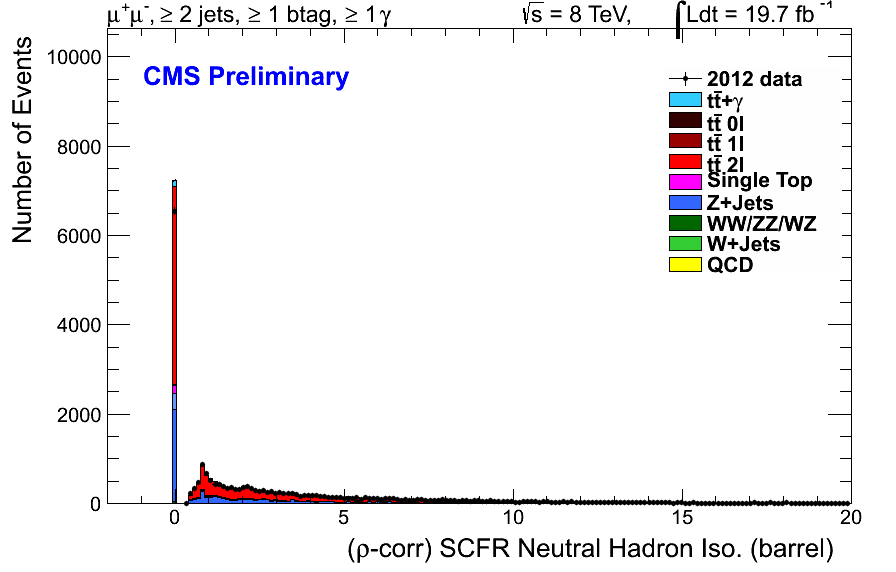 μ⁺μ⁻, ≥ 2 jets, ≥ 1 btag, ≥ 1 γ √s = 8 TeV, ∫Ldt = 19.7 fb⁻¹
CMS Preliminary
2012 data
tt̄+γ
tt̄ 0l
tt̄ 1l
tt̄ 2l
Single Top
Z+Jets
WW/ZZ/WZ
W+Jets
QCD
Number of Events
10000
8000
6000
4000
2000
0
0 5 10 15 20
(ρ-corr) SCFR Neutral Hadron Iso. (barrel)